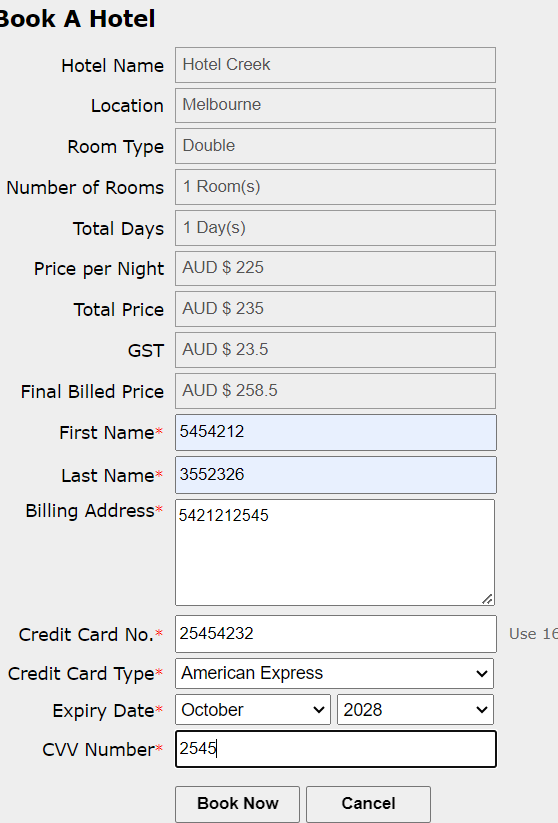 Book A Hotel
Hotel Name Hotel Creek
Location Melbourne
Room Type Double
Number of Rooms 1 Room(s)
Total Days 1 Day(s)
Price per Night AUD $ 225
Total Price AUD $ 235
GST AUD $ 23.5
Final Billed Price AUD $ 258.5
First Name* 5454212
Last Name* 3552326
Billing Address* 5421212545
Credit Card No.* 25454232 Use 16
Credit Card Type* American Express
Expiry Date* October 2028
CVV Number* 2545
Book Now Cancel